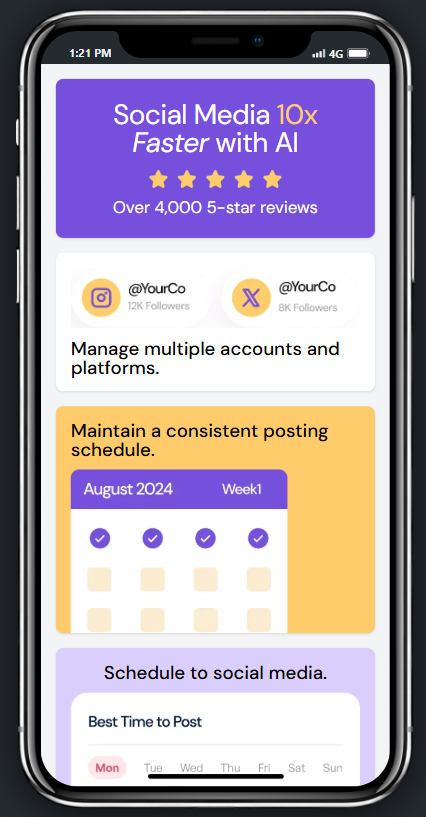 1:21 PM
4G
Social Media 10x
Faster with AI
Over 4,000 5-star reviews
@YourCo
12K Followers
@YourCo
8K Followers
Manage multiple accounts and
platforms.
Maintain a consistent posting
schedule.
August 2024 Week1
Schedule to social media.
Best Time to Post
Mon Tue Wed Thu Fri Sat Sun